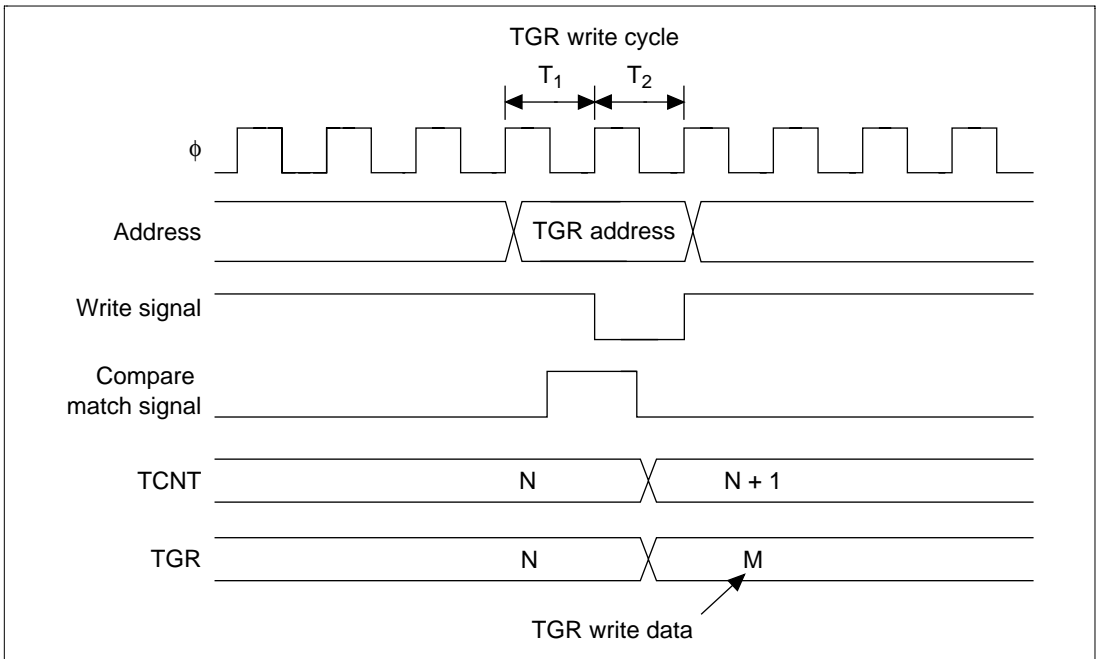 TGR write cycle
T1 T2
ϕ
Address
TGR address
Write signal
Compare
match signal
TCNT
N
N + 1
TGR
N
M
TGR write data